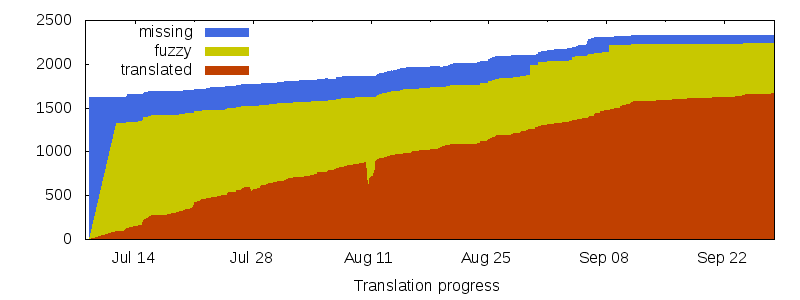 2500
2000
1500
1000
500
0
missing
fuzzy
translated
Jul 14 Jul 28 Aug 11 Aug 25 Sep 08 Sep 22
Translation progress